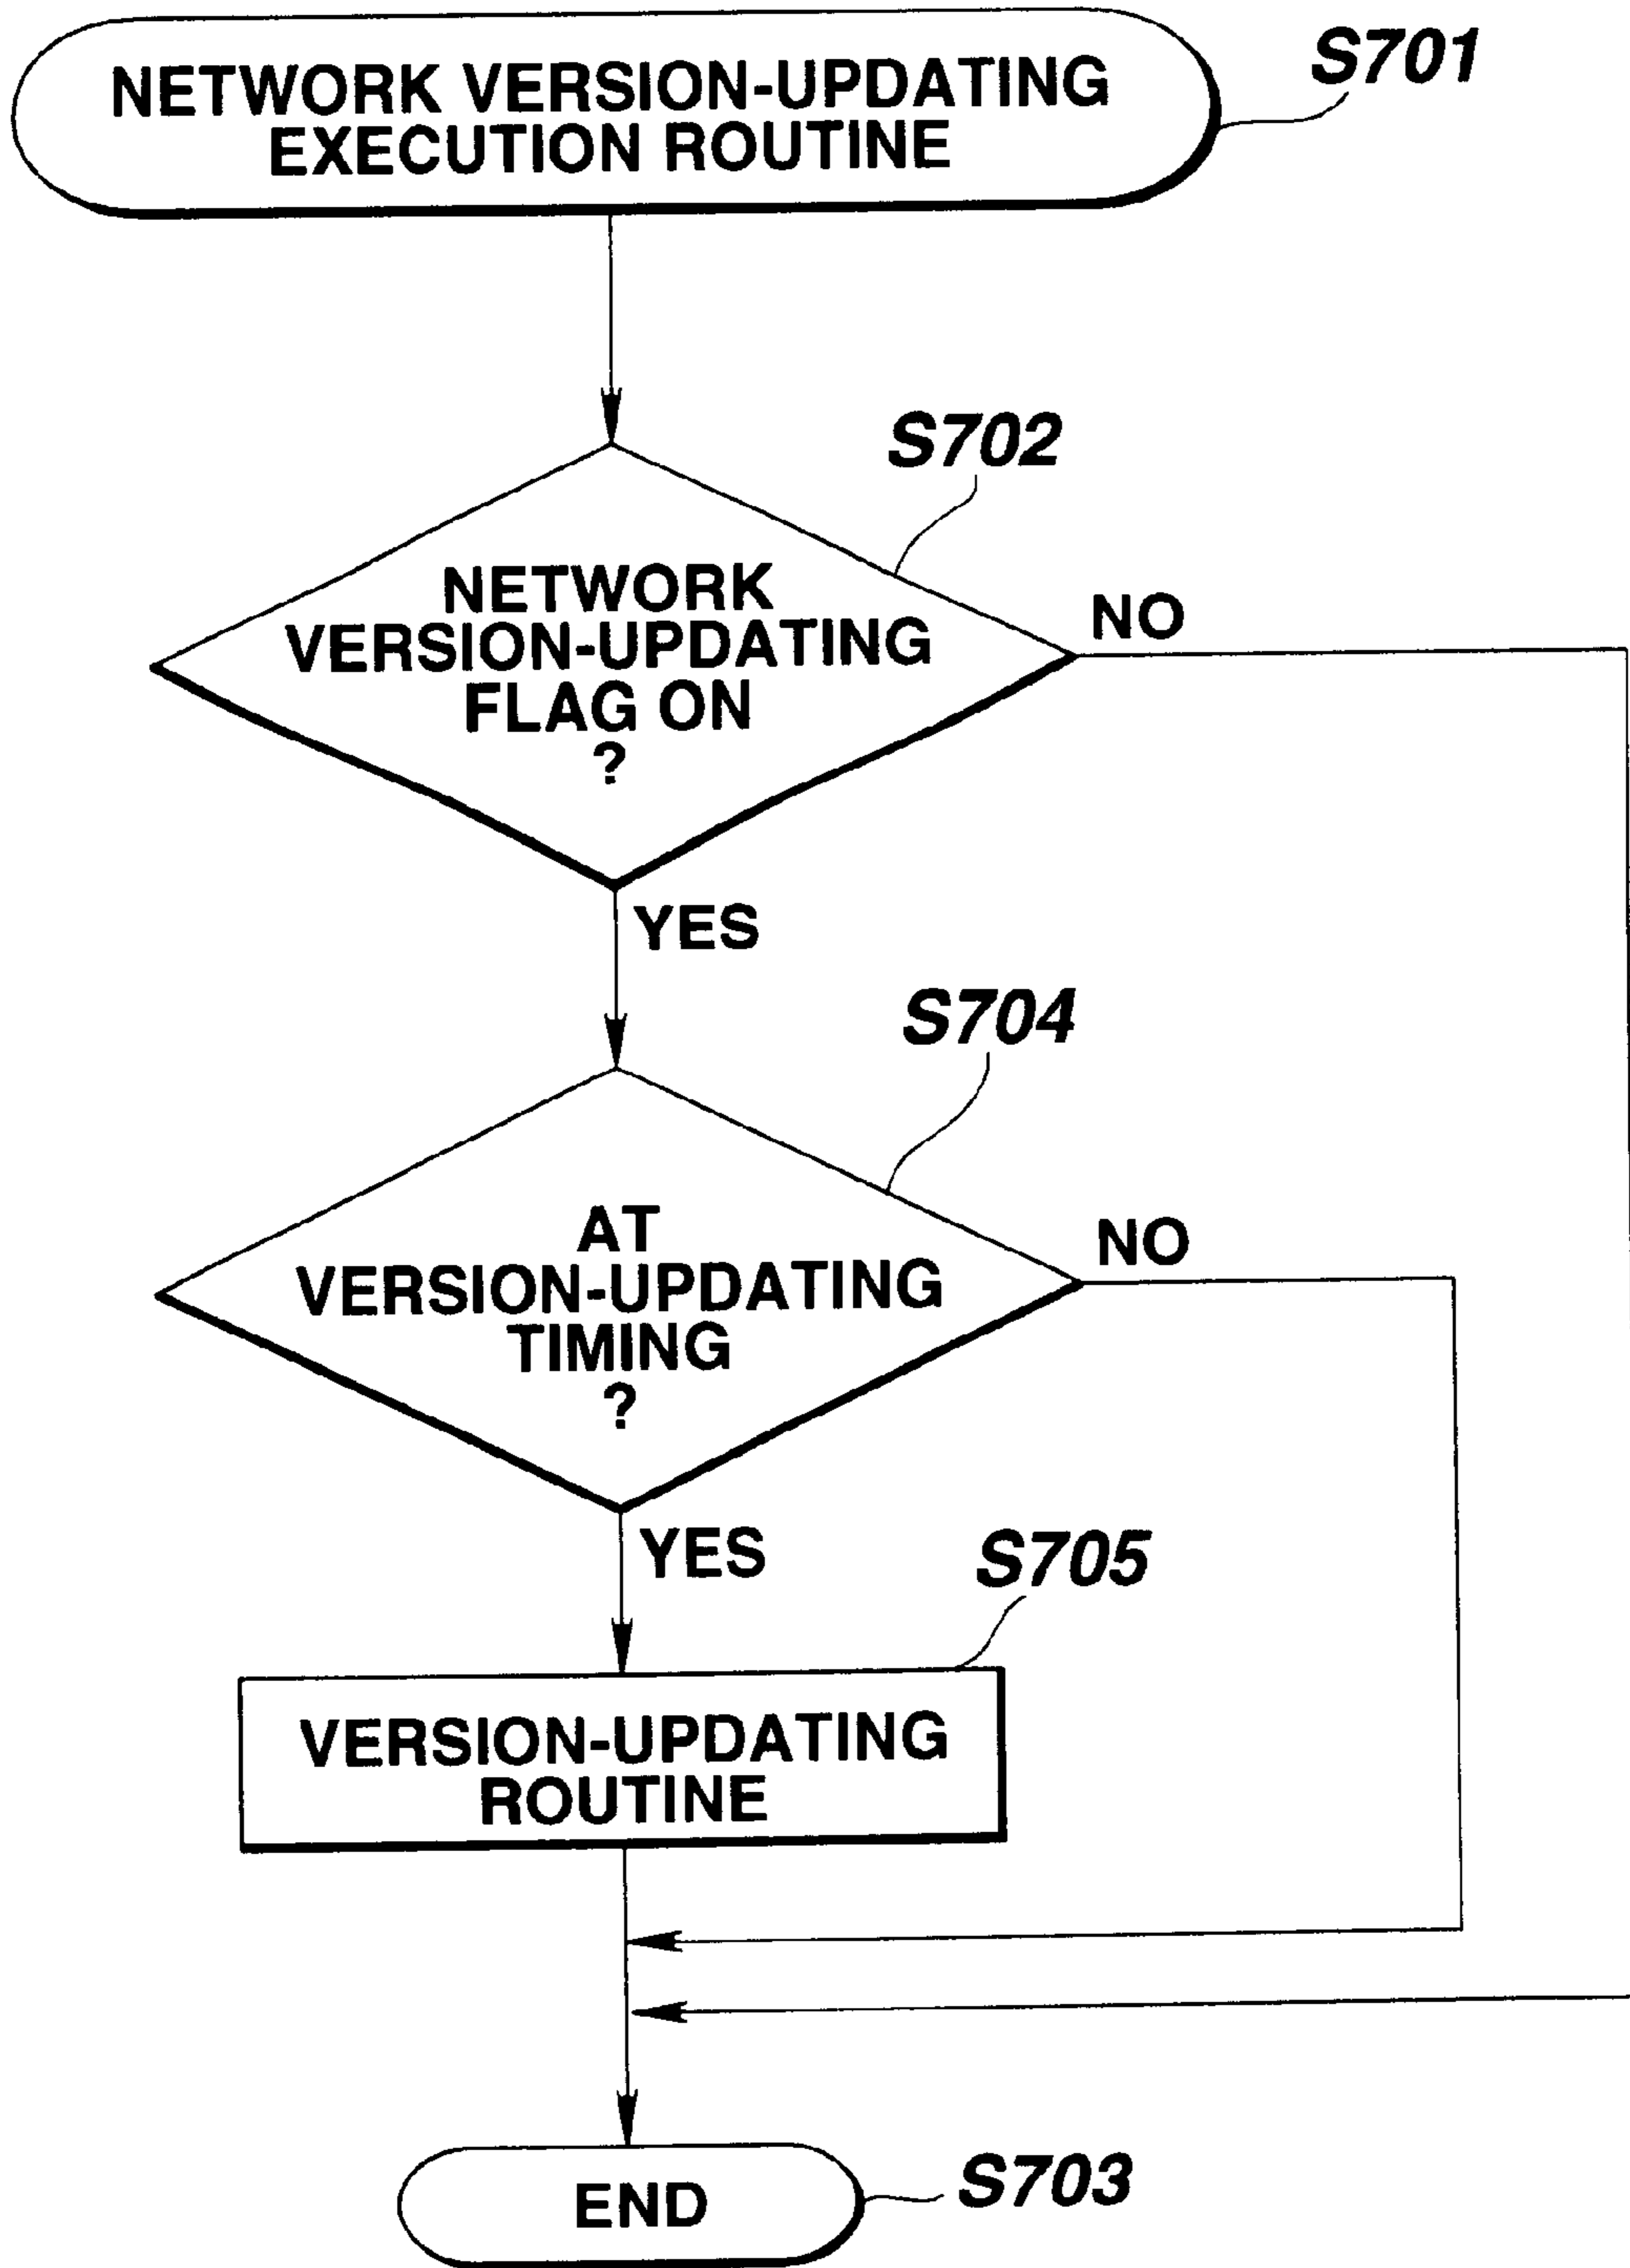 NETWORK VERSION-UPDATING
EXECUTION ROUTINE
S701
S702
NETWORK
VERSION-UPDATING
FLAG ON
?
NO
YES
S704
AT
VERSION-UPDATING
TIMING
?
NO
YES
S705
VERSION-UPDATING
ROUTINE
END
S703